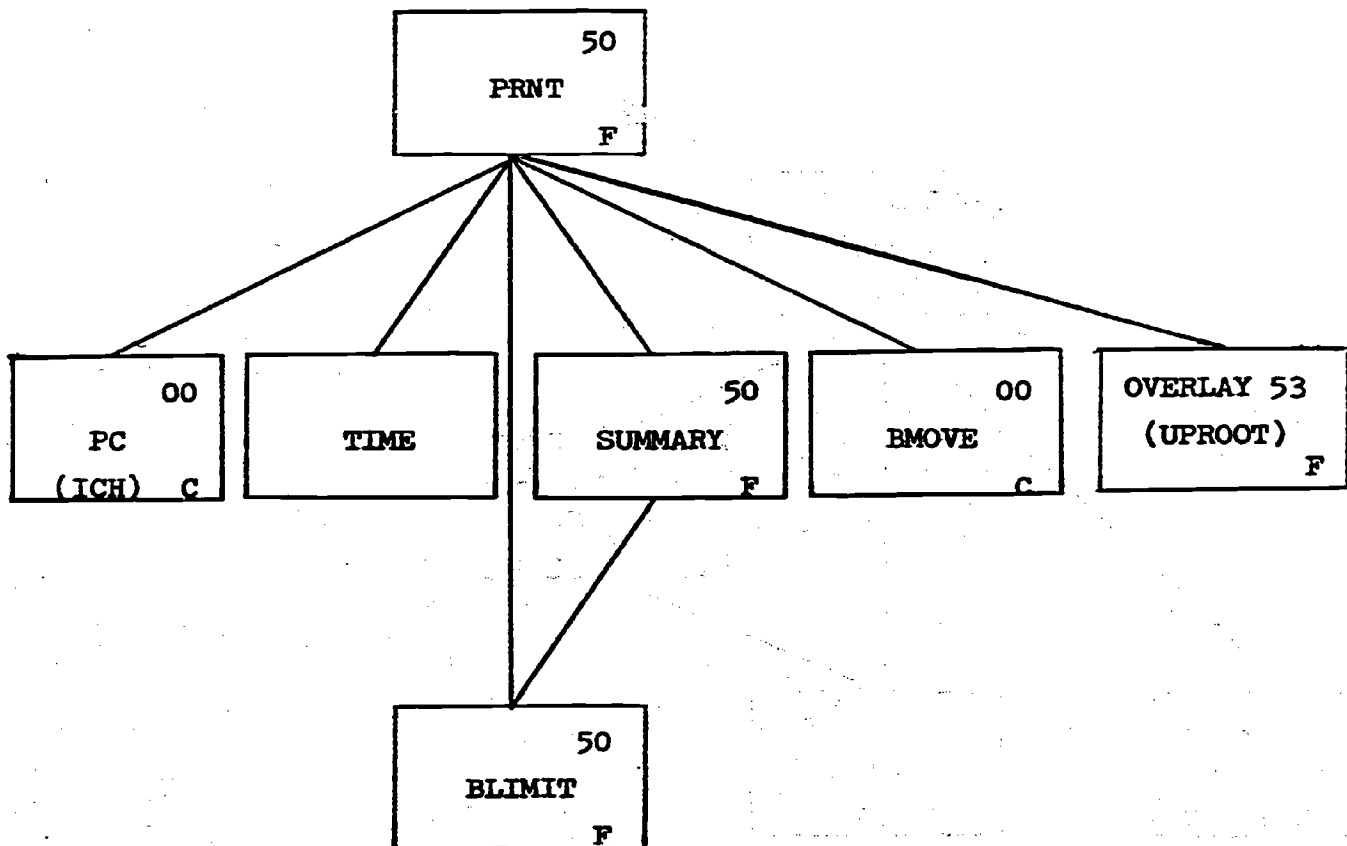 50
PRNT
F
00
PC
(ICH) C
TIME
50
SUMMARY
F
00
BMOVE
C
OVERLAY 53
(UPROOT)
F
50
BLIMIT
F